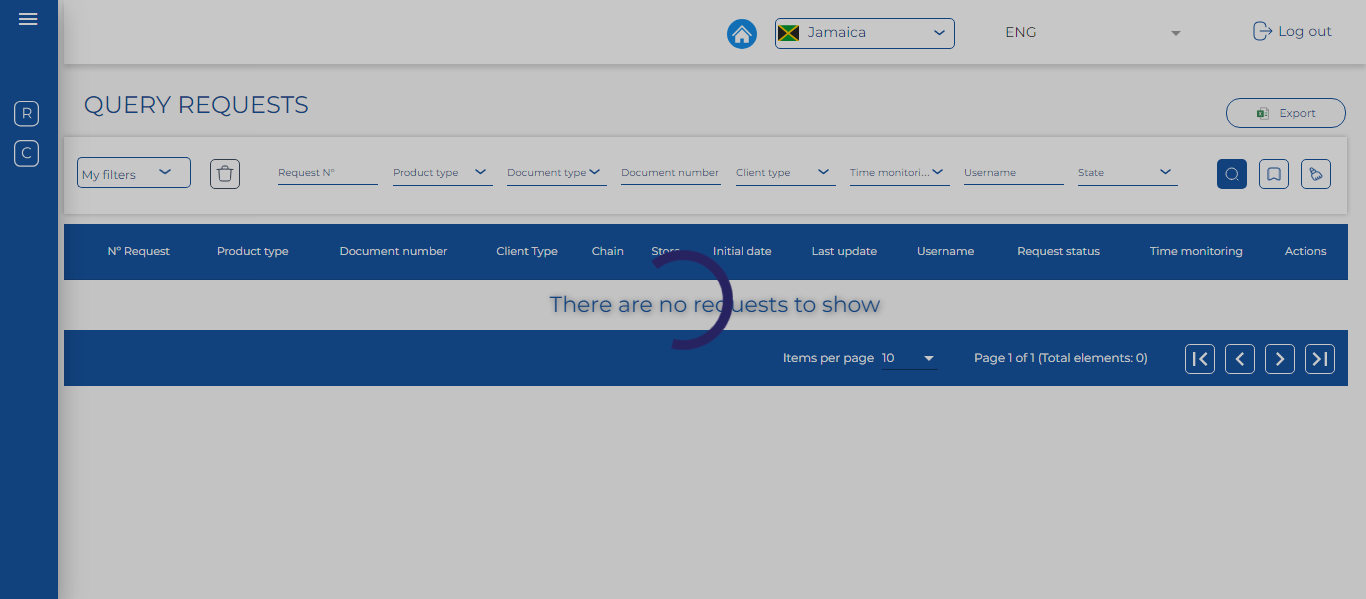 Jamaica
ENG
Log out
R
C
QUERY REQUESTS
Export
My filters
Request N°
Product type
Document type
Document number
Client type
Time monitori...
Username
State
Nº Request
Product type
Document number
Client Type
Chain
Store
Initial date
Last update
Username
Request status
Time monitoring
Actions
There are no requests to show
Items per page 10
Page 1 of 1 (Total elements: 0)